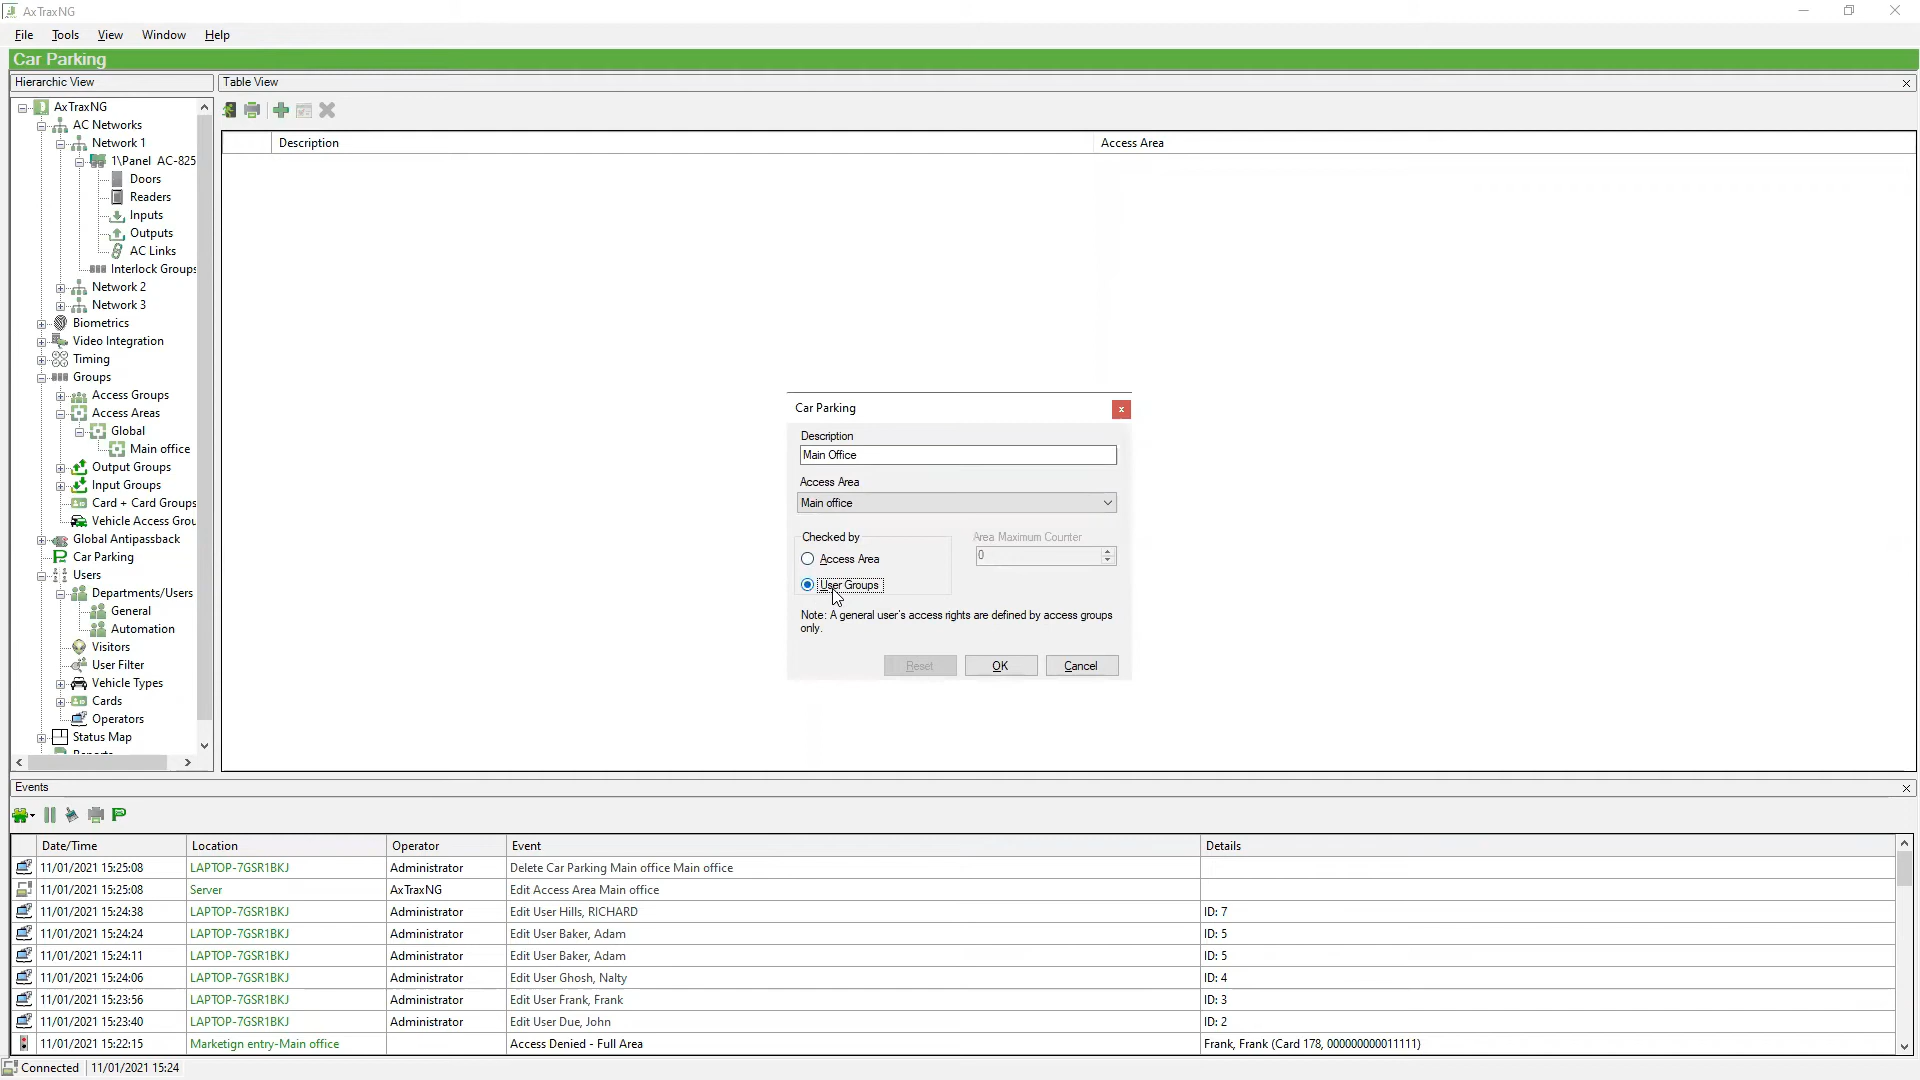 AxTraxNG
File Tools View Window Help
Car Parking
Hierarchic View
Table View
AxTraxNG
AC Networks
Network 1
1\Panel AC-825
Doors
Readers
Inputs
Outputs
AC Links
Interlock Groups
Network 2
Network 3
Biometrics
Video Integration
Timing
Groups
Access Groups
Access Areas
Global
Main office
Output Groups
Input Groups
Card + Card Groups
Vehicle Access Grou
Global Antipassback
Car Parking
Users
Departments/Users
General
Automation
Visitors
User Filter
Vehicle Types
Cards
Operators
Status Map
Description Access Area
Car Parking
Description
Main Office
Access Area
Main office
Checked by
Access Area
User Groups
Area Maximum Counter
0
Note: A general user's access rights are defined by access groups
only.
Reset OK Cancel
Events
Date/Time Location Operator Event Details
11/01/2021 15:25:08 LAPTOP-7GSR1BKJ Administrator Delete Car Parking Main office Main office
11/01/2021 15:25:08 Server AxTraxNG Edit Access Area Main office
11/01/2021 15:24:38 LAPTOP-7GSR1BKJ Administrator Edit User Hills, RICHARD ID: 7
11/01/2021 15:24:24 LAPTOP-7GSR1BKJ Administrator Edit User Baker, Adam ID: 5
11/01/2021 15:24:11 LAPTOP-7GSR1BKJ Administrator Edit User Baker, Adam ID: 5
11/01/2021 15:24:06 LAPTOP-7GSR1BKJ Administrator Edit User Ghosh, Nalty ID: 4
11/01/2021 15:23:56 LAPTOP-7GSR1BKJ Administrator Edit User Frank, Frank ID: 3
11/01/2021 15:23:40 LAPTOP-7GSR1BKJ Administrator Edit User Due, John ID: 2
11/01/2021 15:22:15 Marketign entry-Main office Access Denied - Full Area Frank, Frank (Card 178, 000000000011111)
Connected 11/01/2021 15:24